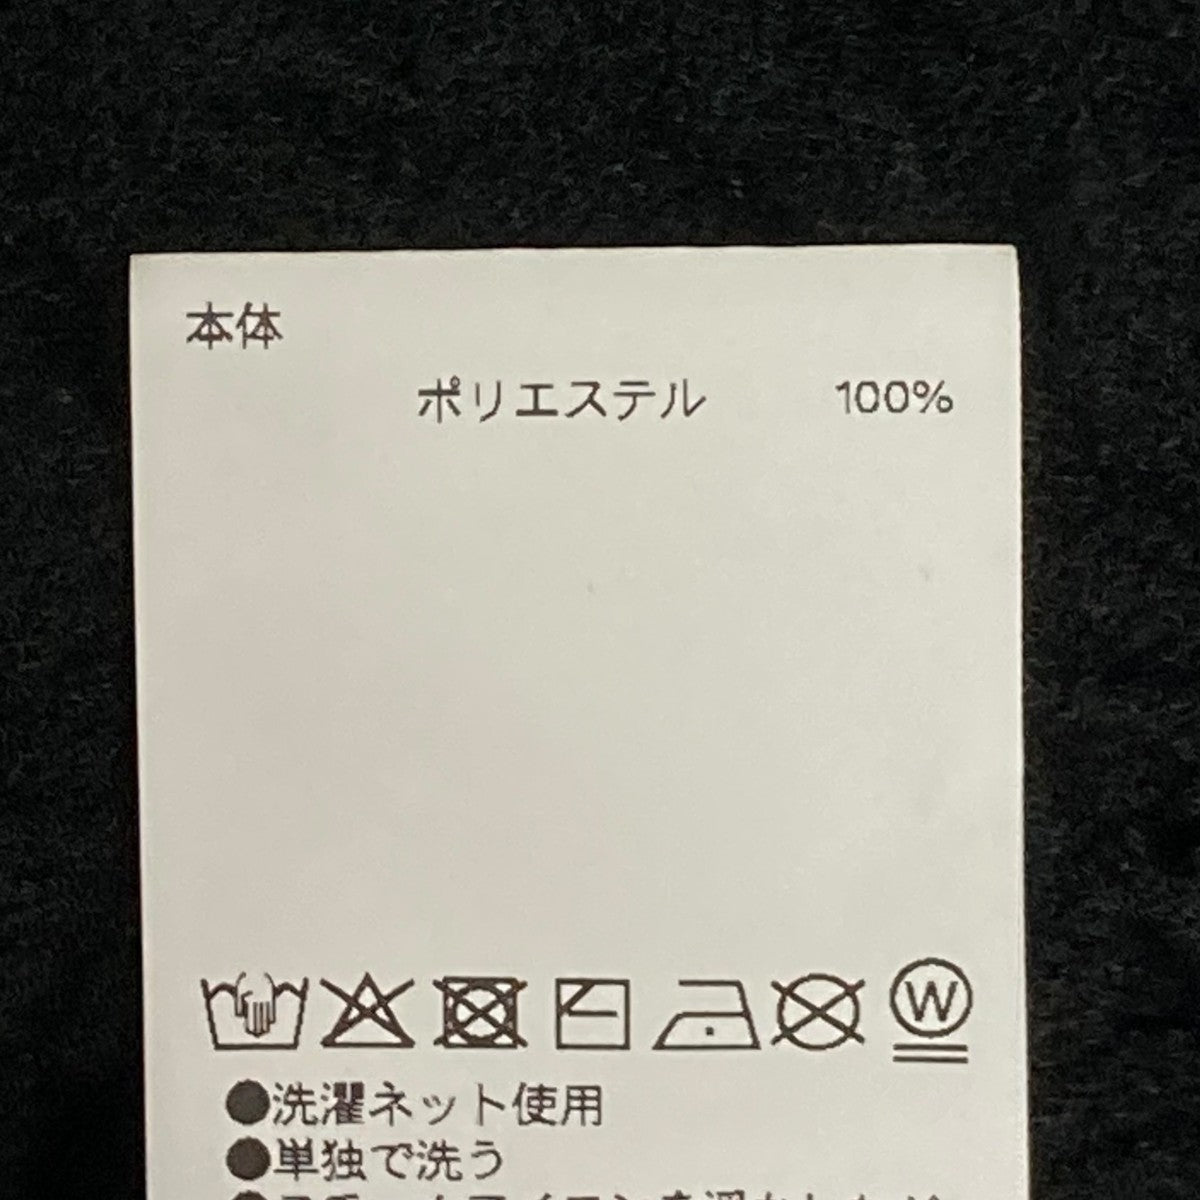 本体
ポリエステル 100%
W
●洗濯ネット使用
●単独で洗う